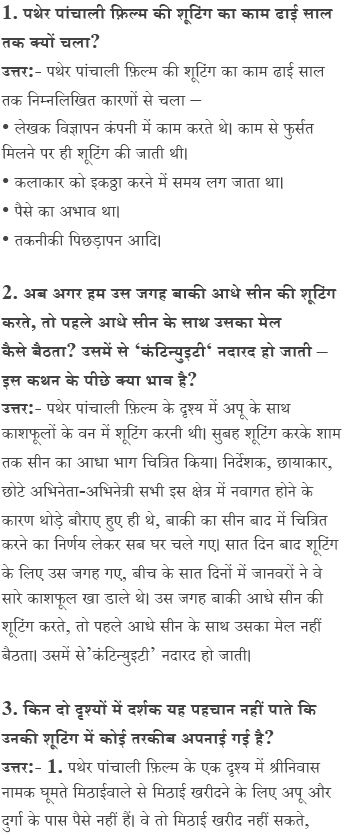 1. पथेर पांचाली फ़िल्म की शूटिंग का काम ढाई साल
तक क्यों चला?
उत्तर:- पथेर पांचाली फ़िल्म की शूटिंग का काम ढाई साल
तक निम्नलिखित कारणों से चला –
• लेखक विज्ञापन कंपनी में काम करते थे। काम से फुर्सत
मिलने पर ही शूटिंग की जाती थी।
• कलाकार को इकठ्ठा करने में समय लग जाता था।
• पैसे का अभाव था।
• तकनीकी पिछड़ापन आदि।
2. अब अगर हम उस जगह बाकी आधे सीन की शूटिंग
करते, तो पहले आधे सीन के साथ उसका मेल
कैसे बैठता? उसमें से ‘कंटिन्युइटी‘ नदारद हो जाती –
इस कथन के पीछे क्या भाव है?
उत्तर:- पथेर पांचाली फ़िल्म के दृश्य में अपू के साथ
काशफूलों के वन में शूटिंग करनी थी। सुबह शूटिंग करके शाम
तक सीन का आधा भाग चित्रित किया। निर्देशक, छायाकार,
छोटे अभिनेता-अभिनेत्री सभी इस क्षेत्र में नवागत होने के
कारण थोड़े बौराए हुए ही थे, बाकी का सीन बाद में चित्रित
करने का निर्णय लेकर सब घर चले गए। सात दिन बाद शूटिंग
के लिए उस जगह गए, बीच के सात दिनों में जानवरों ने वे
सारे काशफूल खा डाले थे। उस जगह बाकी आधे सीन की
शूटिंग करते, तो पहले आधे सीन के साथ उसका मेल नहीं
बैठता। उसमें से’कंटिन्युइटी’ नदारद हो जाती।
3. किन दो दृश्यों में दर्शक यह पहचान नहीं पाते कि
उनकी शूटिंग में कोई तरकीब अपनाई गई है?
उत्तर:- 1. पथेर पांचाली फ़िल्म के एक दृश्य में श्रीनिवास
नामक घूमते मिठाईवाले से मिठाई खरीदने के लिए अपू और
दुर्गा के पास पैसे नहीं हैं। वे तो मिठाई खरीद नहीं सकते,